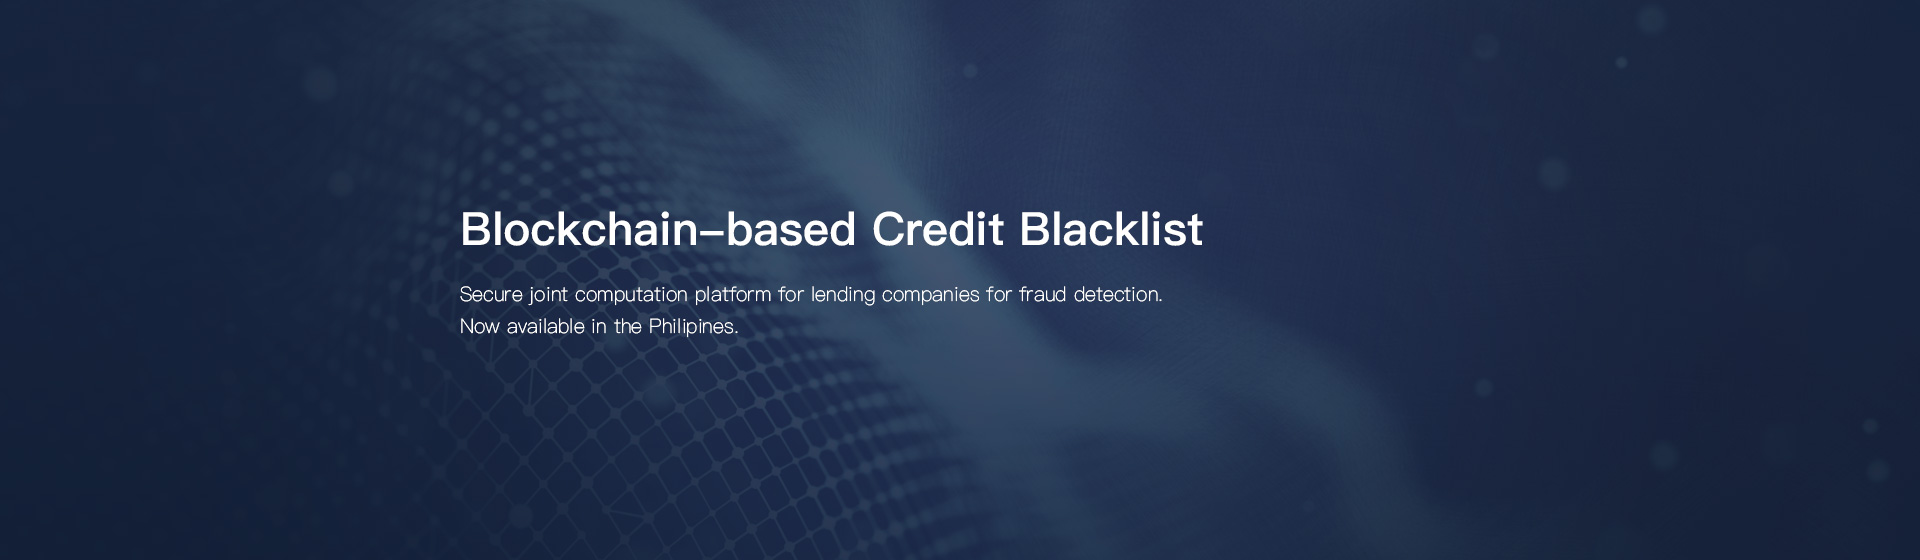 Blockchain-based Credit Blacklist
Secure joint computation platform for lending companies for fraud detection.
Now available in the Philipines.